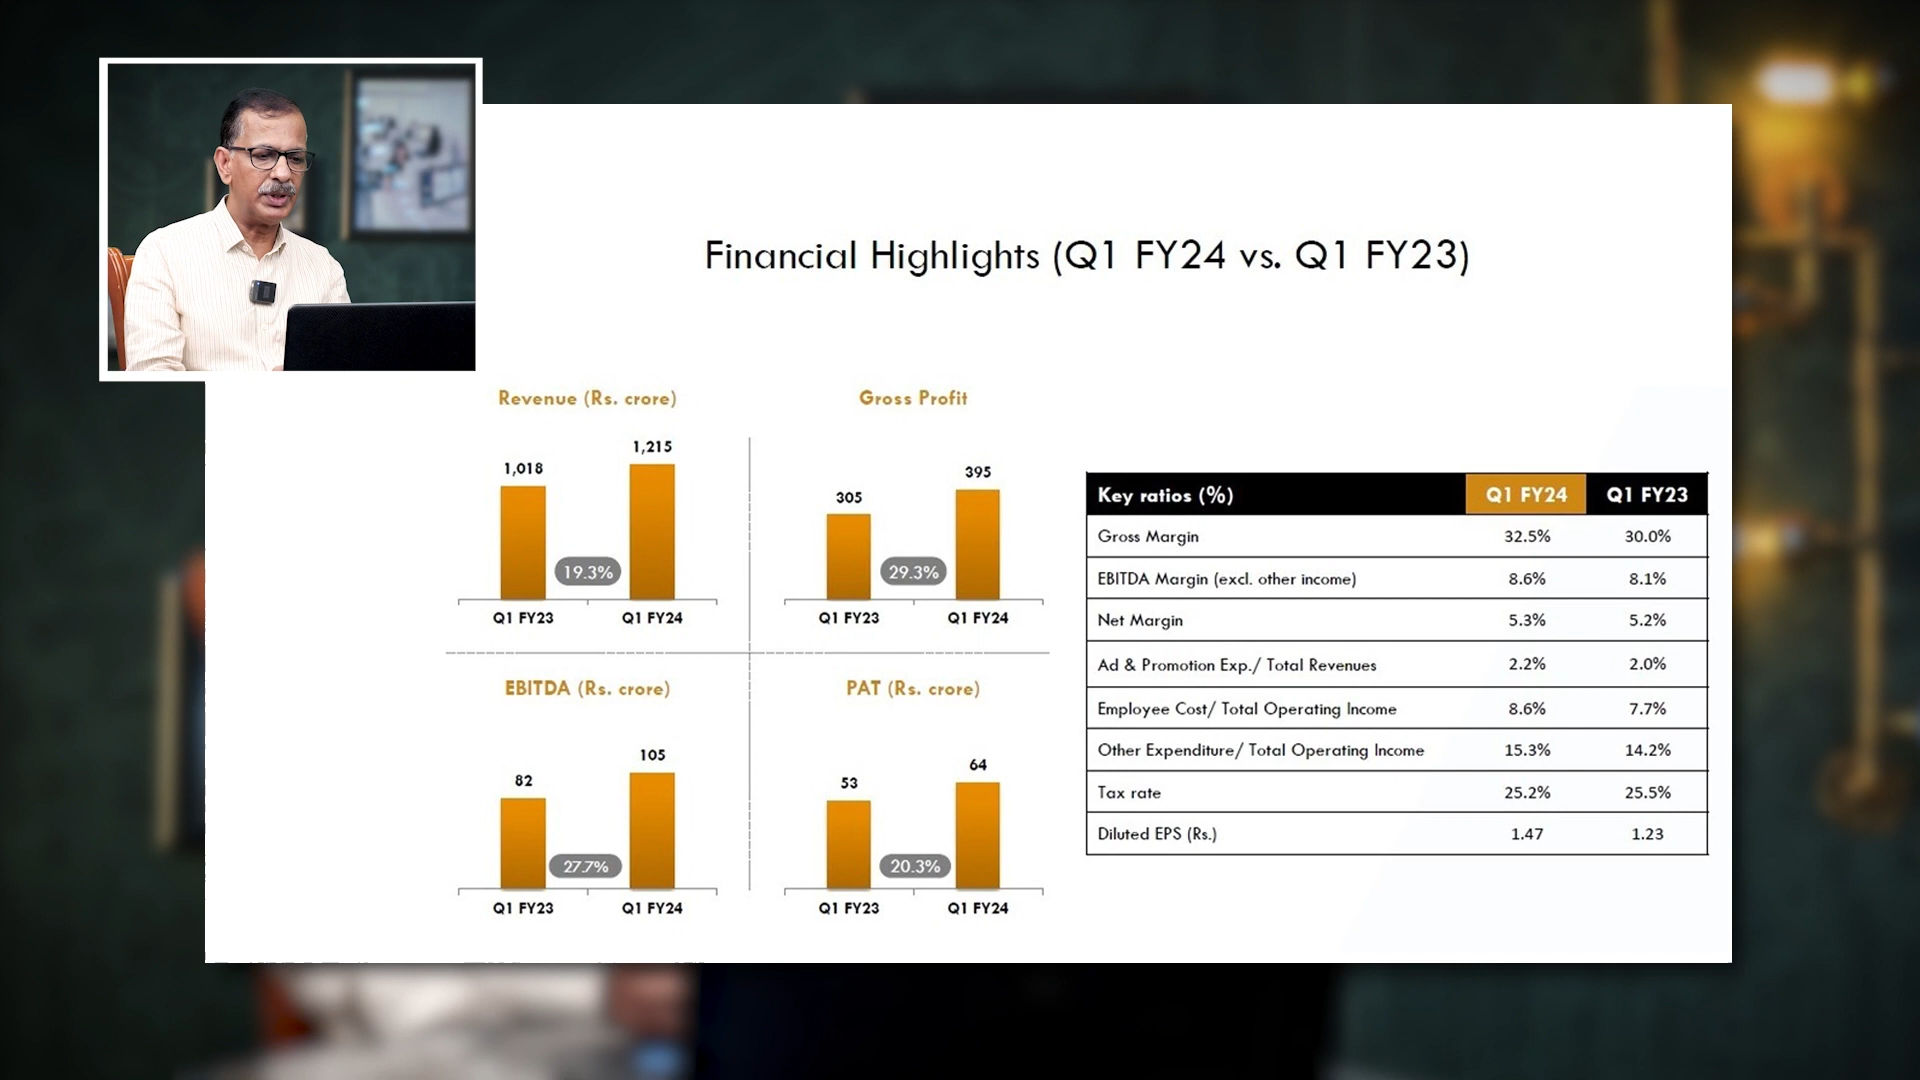 Financial Highlights (Q1 FY24 vs. Q1 FY23)
Revenue (Rs. crore)
1,018
1,215
19.3%
Q1 FY23
Q1 FY24
Gross Profit
305
395
29.3%
Q1 FY23
Q1 FY24
EBITDA (Rs. crore)
82
105
27.7%
Q1 FY23
Q1 FY24
PAT (Rs. crore)
53
64
20.3%
Q1 FY23
Q1 FY24
Key ratios (%) Q1 FY24 Q1 FY23
Gross Margin 32.5% 30.0%
EBITDA Margin (excl. other income) 8.6% 8.1%
Net Margin 5.3% 5.2%
Ad & Promotion Exp./ Total Revenues 2.2% 2.0%
Employee Cost/ Total Operating Income 8.6% 7.7%
Other Expenditure/ Total Operating Income 15.3% 14.2%
Tax rate 25.2% 25.5%
Diluted EPS (Rs.) 1.47 1.23